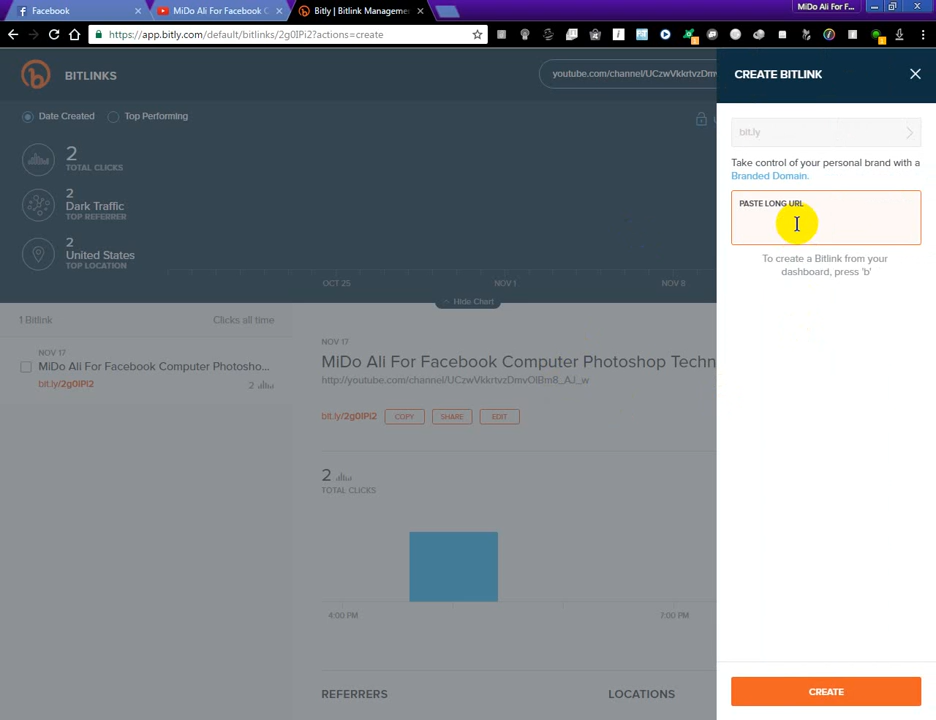 Facebook
MiDo Ali For Facebook C
Bitly | Bitlink Manageme
MiDo Ali For F...
https://app.bitly.com/default/bitlinks/2g0IPi2?actions=create
BITLINKS
youtube.com/channel/UCzwVkkrtvzDm
CREATE BITLINK
Date Created
Top Performing
bit.ly
2
TOTAL CLICKS
Take control of your personal brand with a
Branded Domain.
2
Dark Traffic
TOP REFERRER
PASTE LONG URL
2
United States
TOP LOCATION
To create a Bitlink from your
dashboard, press 'b'
OCT 25
NOV 1
NOV 8
Hide Chart
1 Bitlink
Clicks all time
NOV 17
MiDo Ali For Facebook Computer Photosho...
bit.ly/2g0IPi2
2
NOV 17
MiDo Ali For Facebook Computer Photoshop Techn
http://youtube.com/channel/UCzwVkkrtvzDmvOlBm8_AJ_w
bit.ly/2g0IPi2
COPY
SHARE
EDIT
2
TOTAL CLICKS
4:00 PM
7:00 PM
REFERRERS
LOCATIONS
CREATE